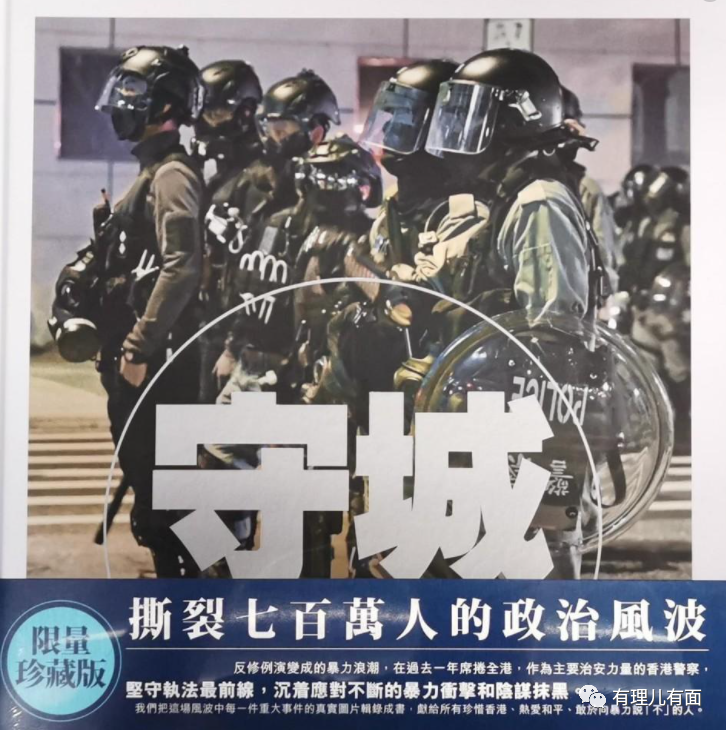 POLICE
警
守城
限量
珍藏版
撕裂七百萬人的政治風波
反修例演變成的暴力浪潮，在過去一年席捲全港，作為主要治安力量的香港警察，
堅守執法最前線，沉着應對不斷的暴力衝擊和陰謀抹黑。
我們把這場風波中每一件重大事件的真實圖片輯錄成書，獻給所有珍惜香港、熱愛和平、敢於向暴力說「不」的人。
有理儿有面